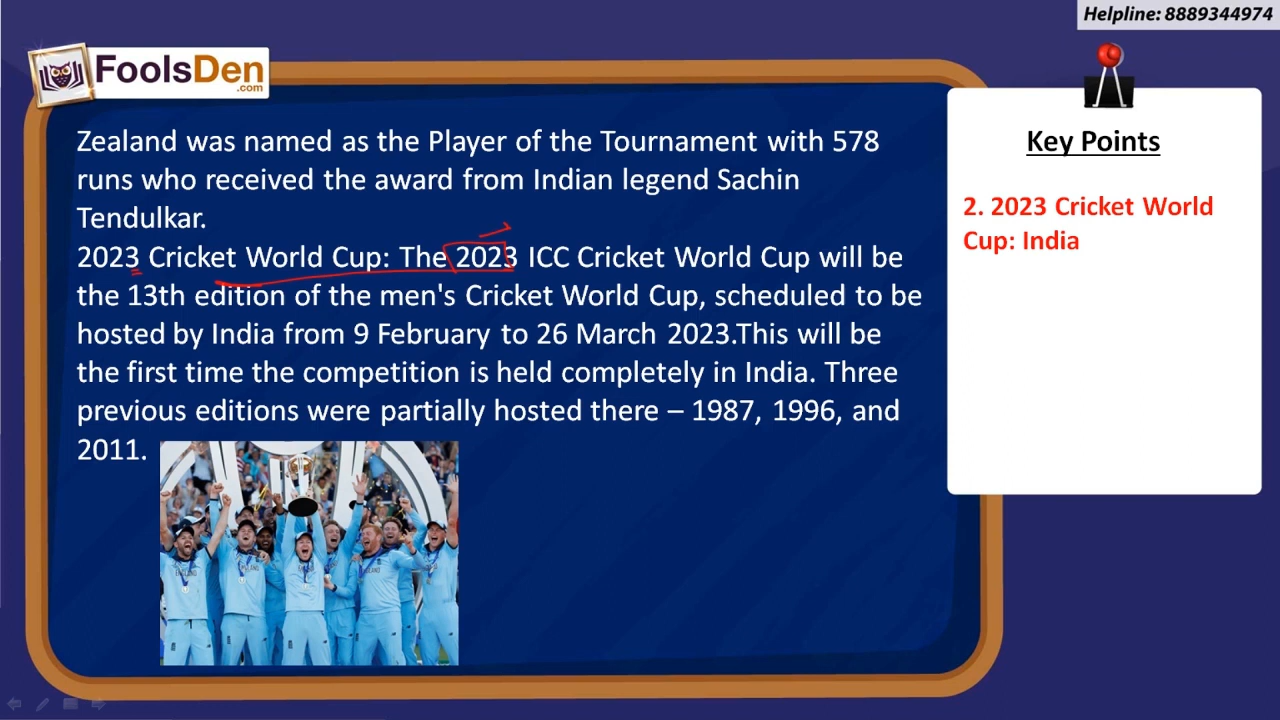 Helpline: 8889344974
FoolsDen
.com
Zealand was named as the Player of the Tournament with 578
runs who received the award from Indian legend Sachin
Tendulkar.
2023 Cricket World Cup: The 2023 ICC Cricket World Cup will be
the 13th edition of the men's Cricket World Cup, scheduled to be
hosted by India from 9 February to 26 March 2023.This will be
the first time the competition is held completely in India. Three
previous editions were partially hosted there – 1987, 1996, and
2011.
Key Points
2. 2023 Cricket World
Cup: India